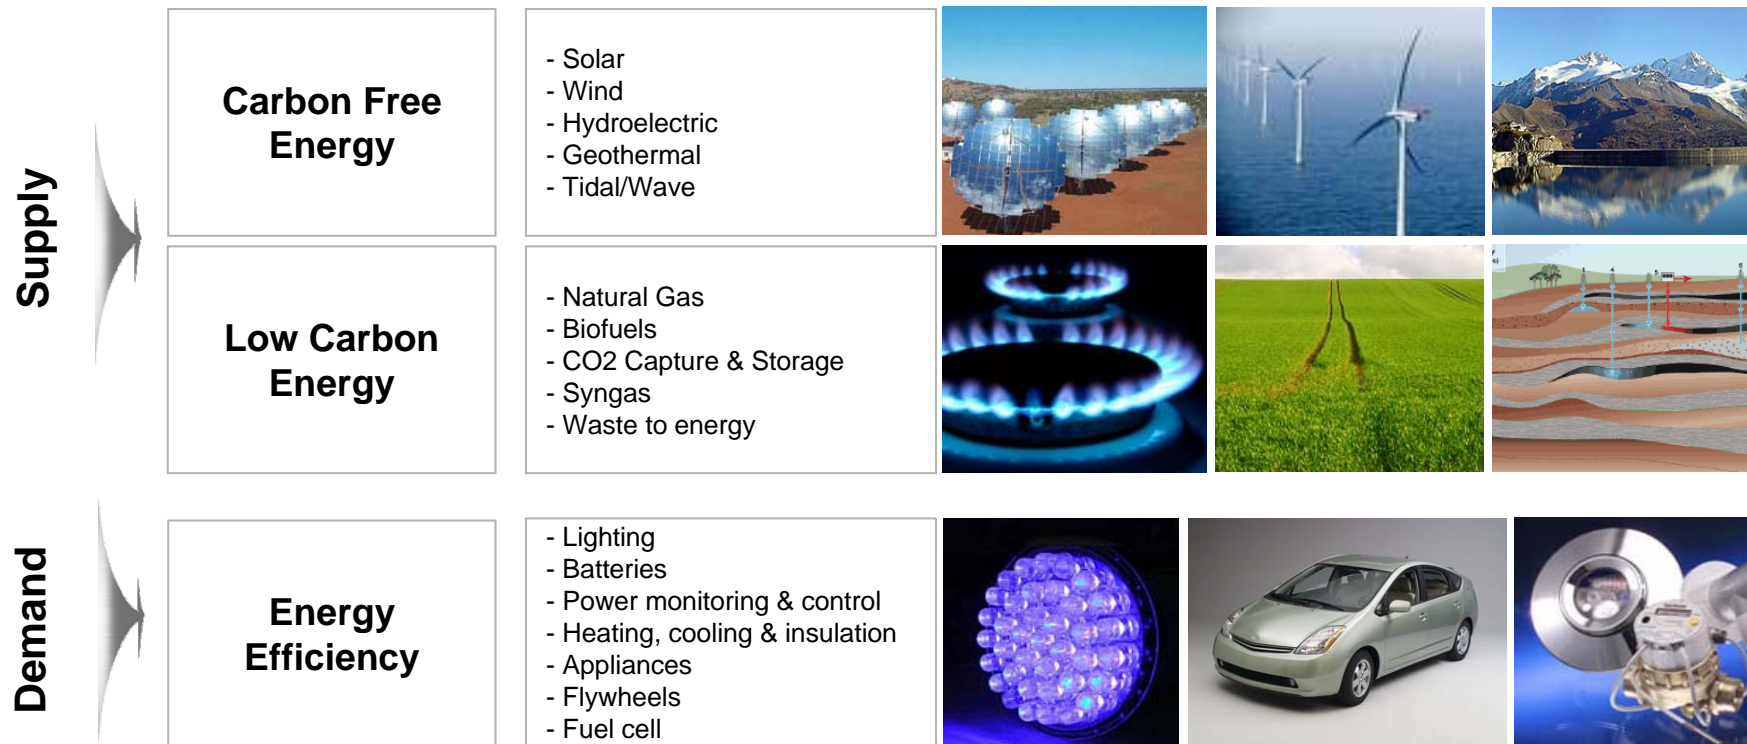 Supply
Carbon Free
Energy
- Solar
- Wind
- Hydroelectric
- Geothermal
- Tidal/Wave
Low Carbon
Energy
- Natural Gas
- Biofuels
- CO2 Capture & Storage
- Syngas
- Waste to energy
Demand
Energy
Efficiency
- Lighting
- Batteries
- Power monitoring & control
- Heating, cooling & insulation
- Appliances
- Flywheels
- Fuel cell